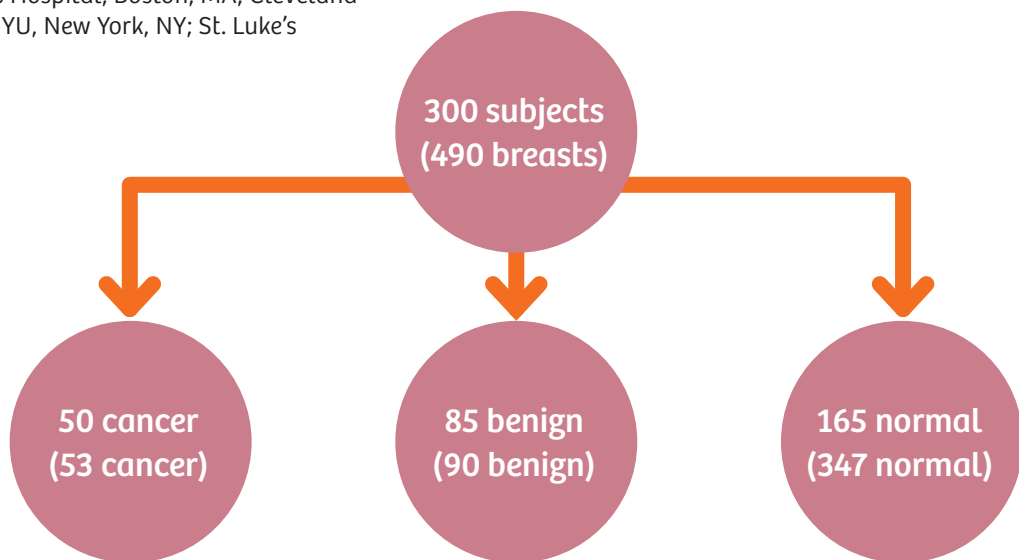 Hospital, Boston, MA; Cleveland
YU, New York, NY; St. Luke's
300 subjects
(490 breasts)
50 cancer
(53 cancer)
85 benign
(90 benign)
165 normal
(347 normal)